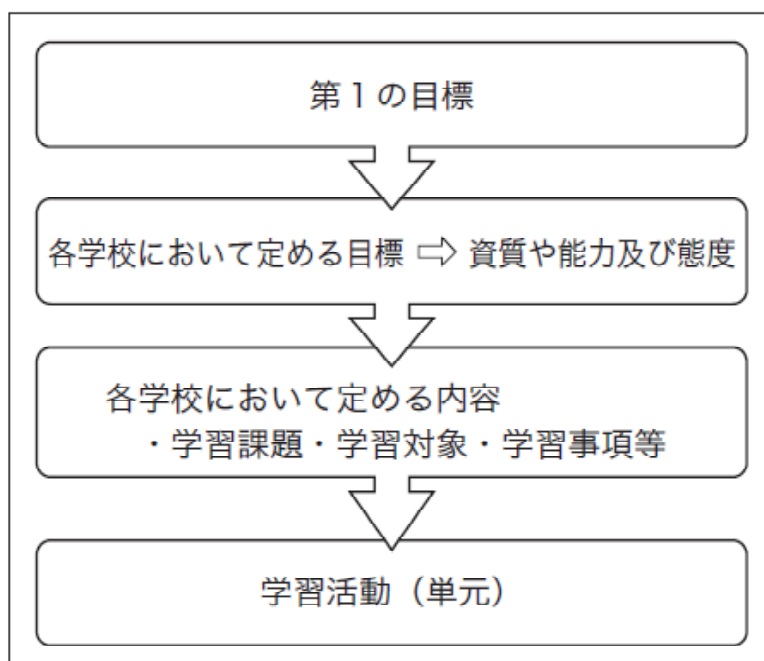 第1の目標
各学校において定める目標 ⇨ 資質や能力及び態度
各学校において定める内容
・学習課題・学習対象・学習事項等
学習活動（単元）